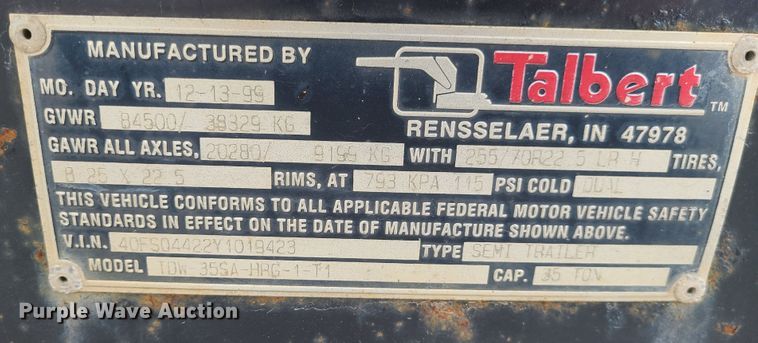 MANUFACTURED BY Talbert TM
RENSSELAER, IN 47978
MO. DAY YR. 12-13-99
GVWR 84500/ 38329 KG
GAWR ALL AXLES, 20280/ 9199 KG WITH 255/70R22 5 LR H TIRES,
8 25 X 22 5 RIMS, AT 793 KPA 115 PSI COLD DUAL
THIS VEHICLE CONFORMS TO ALL APPLICABLE FEDERAL MOTOR VEHICLE SAFETY
STANDARDS IN EFFECT ON THE DATE OF MANUFACTURE SHOWN ABOVE.
V.I.N. 40FS04422Y1019423 TYPE SEMI TRAILER
MODEL TDW 35SA-HRG-1-T1 CAP. 35 TON
Purple Wave Auction